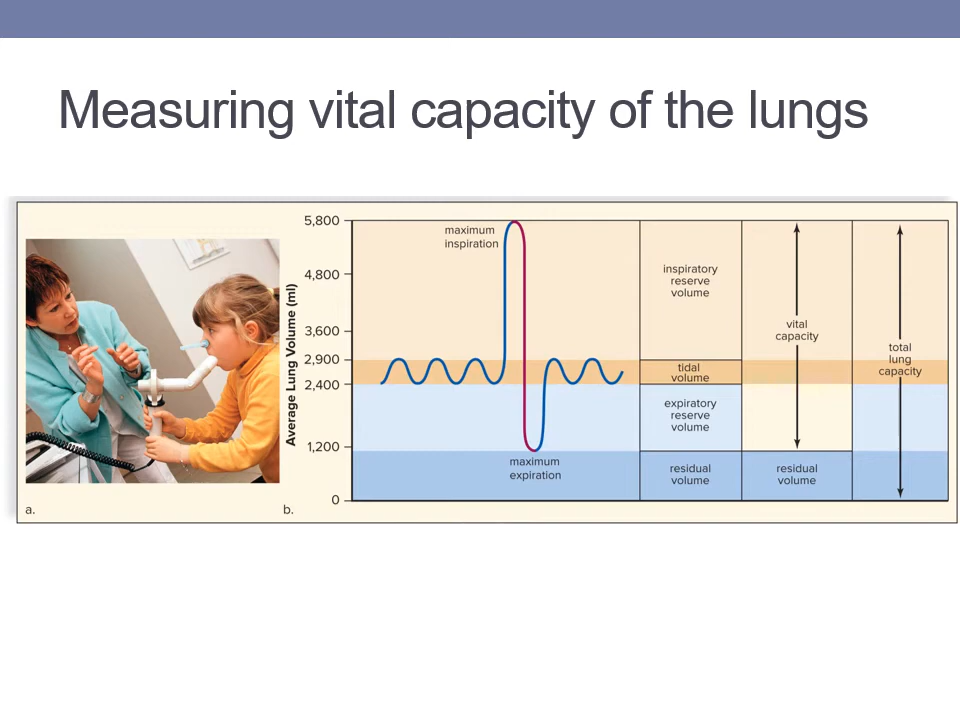 Measuring vital capacity of the lungs
a.
b.
Average Lung Volume (ml)
5,800
4,800
3,600
2,900
2,400
1,200
0
maximum
inspiration
maximum
expiration
inspiratory
reserve
volume
tidal
volume
expiratory
reserve
volume
residual
volume
vital
capacity
residual
volume
total
lung
capacity